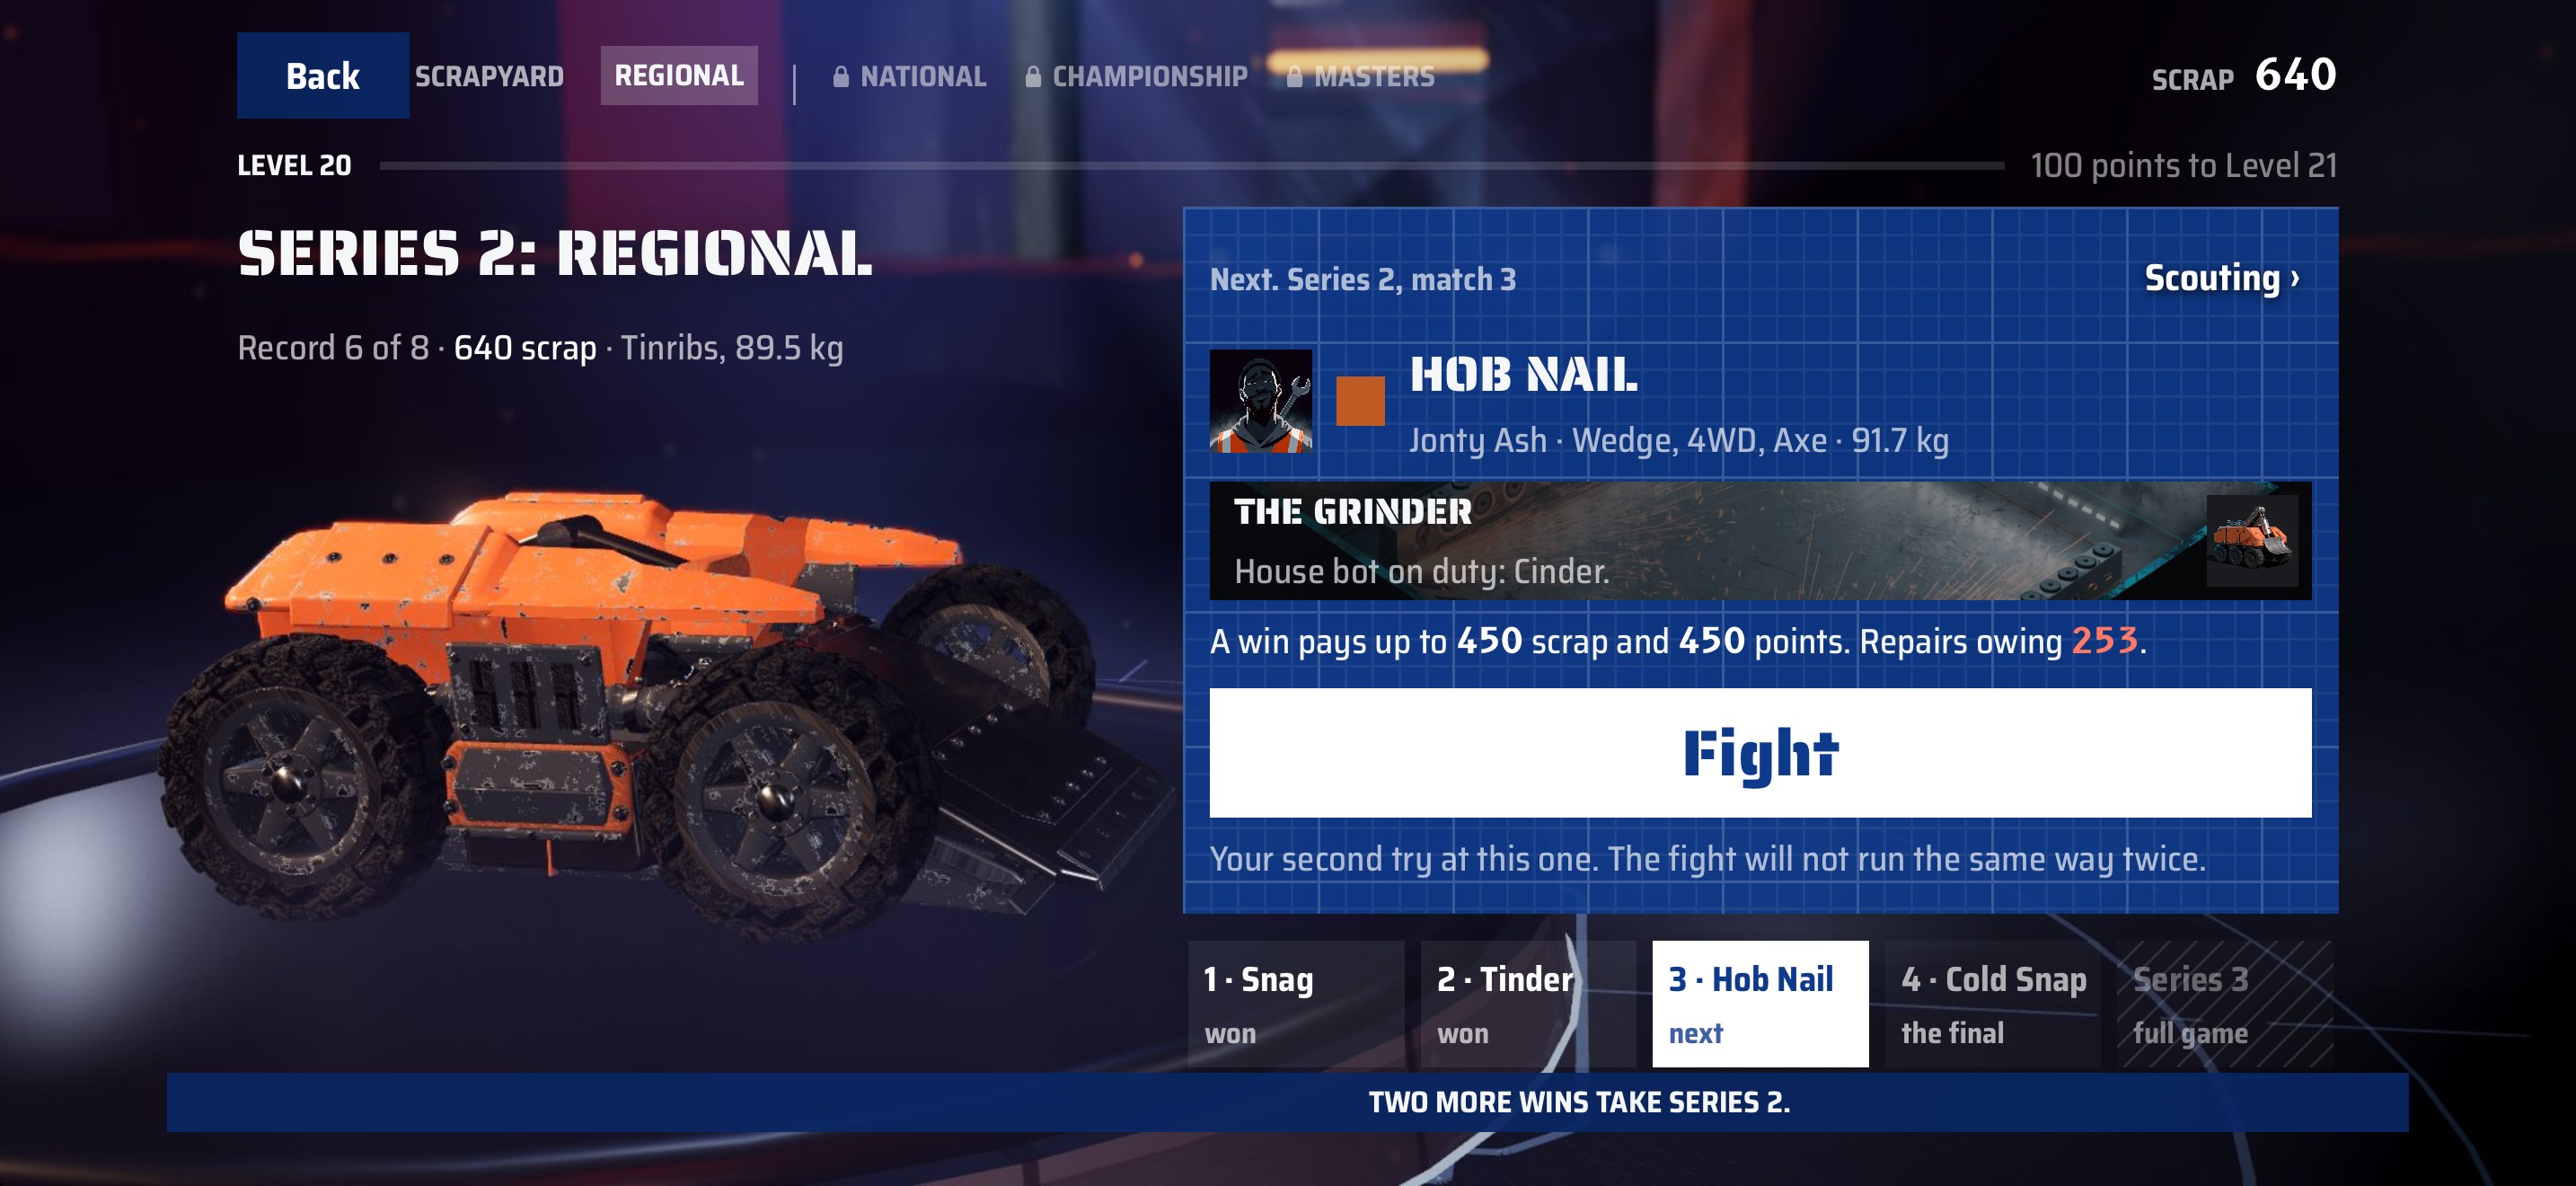 Back
SCRAPYARD
REGIONAL
NATIONAL
CHAMPIONSHIP
MASTERS
SCRAP 640
LEVEL 20
100 points to Level 21
SERIES 2: REGIONAL
Record 6 of 8 · 640 scrap · Tinribs, 89.5 kg
Next. Series 2, match 3
Scouting ›
HOB NAIL
Jonty Ash · Wedge, 4WD, Axe · 91.7 kg
THE GRINDER
House bot on duty: Cinder.
A win pays up to 450 scrap and 450 points. Repairs owing 253.
Fight
Your second try at this one. The fight will not run the same way twice.
1 · Snag
won
2 · Tinder
won
3 · Hob Nail
next
4 · Cold Snap
the final
Series 3
full game
TWO MORE WINS TAKE SERIES 2.